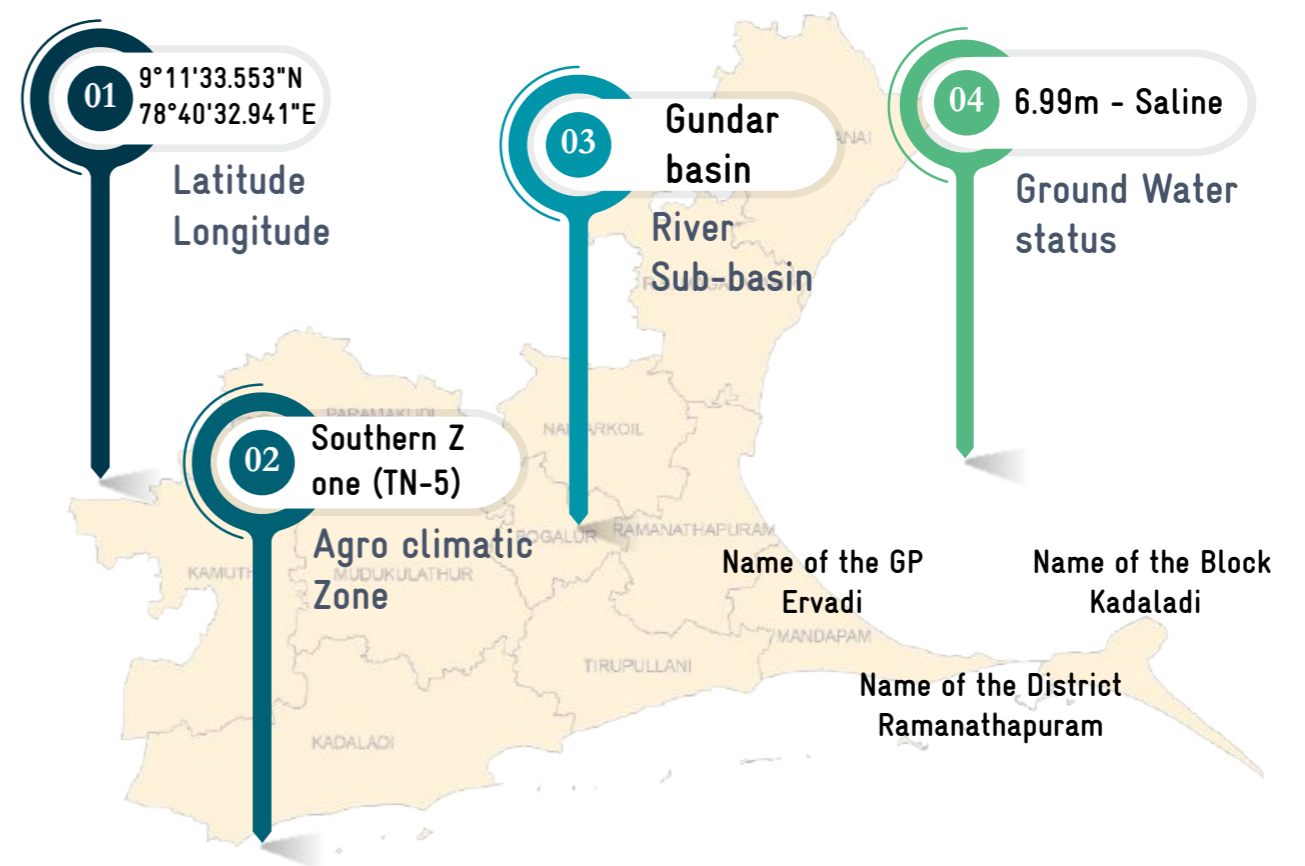 01
9°11'33.553"N
78°40'32.941"E
Latitude
Longitude
02
Southern Z
one (TN-5)
Agro climatic
Zone
03
Gundar
basin
River
Sub-basin
04
6.99m - Saline
Ground Water
status
Name of the GP
Ervadi
Name of the Block
Kadaladi
Name of the District
Ramanathapuram
PARAMAKUDI
BOGALUR
RAMANATHAPURAM
MUDUKULATHUR
MANDAPAM
TIRUPULLANI
KADALADI